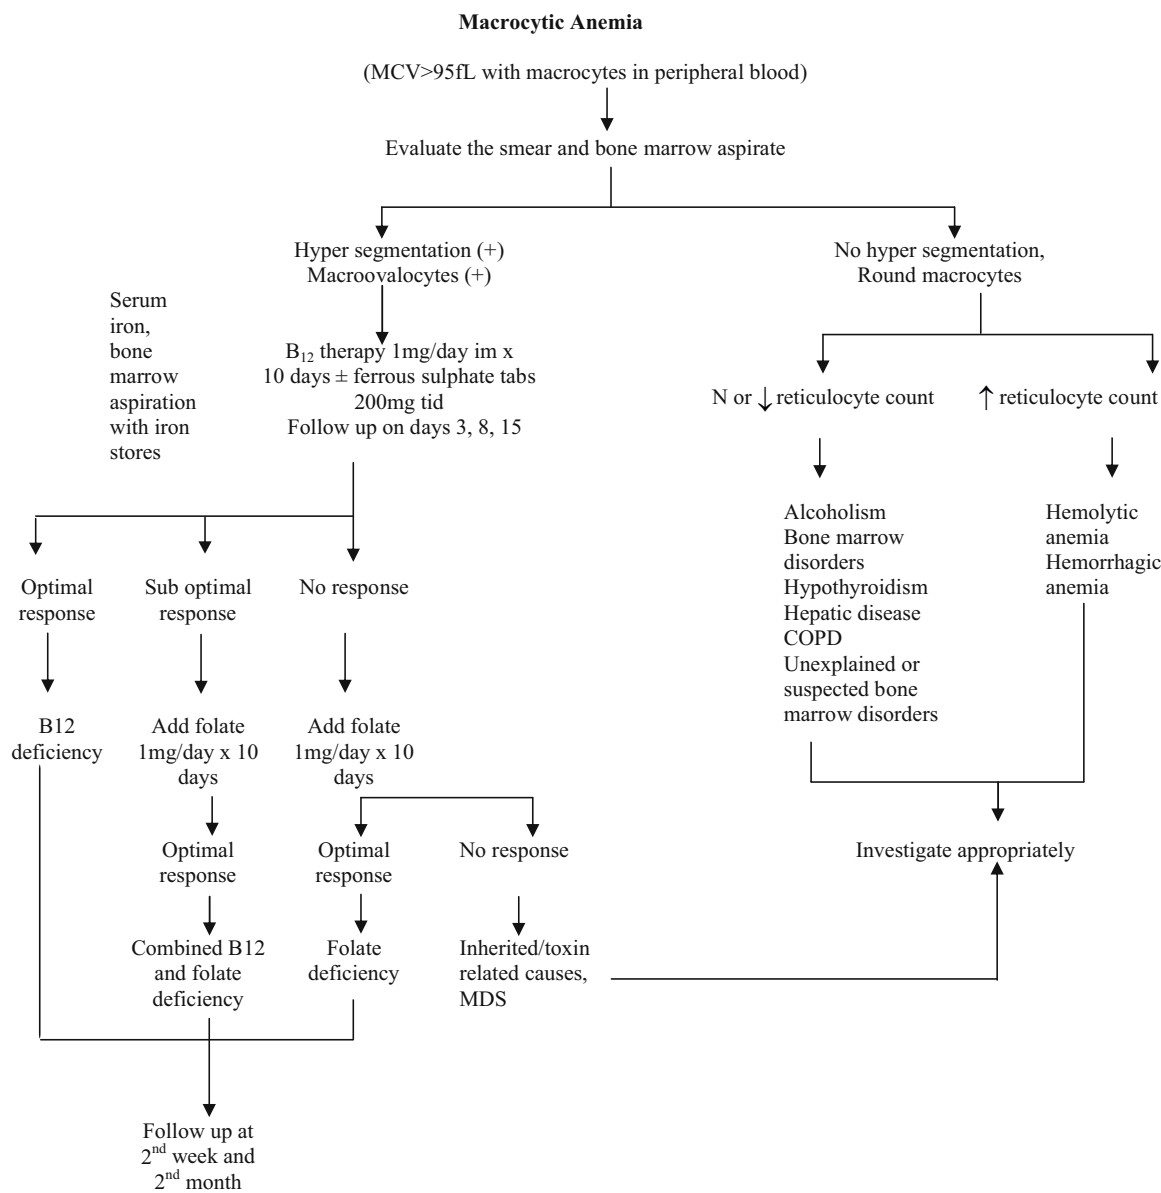 Macrocytic Anemia
(MCV>95fL with macrocytes in peripheral blood)
Evaluate the smear and bone marrow aspirate
Hyper segmentation (+)
Macroovalocytes (+)
No hyper segmentation,
Round macrocytes
Serum
iron,
bone
marrow
aspiration
with iron
stores
B₁₂ therapy 1mg/day im x
10 days ± ferrous sulphate tabs
200mg tid
Follow up on days 3, 8, 15
N or ↓ reticulocyte count
↑ reticulocyte count
Alcoholism
Bone marrow
disorders
Hypothyroidism
Hepatic disease
COPD
Unexplained or
suspected bone
marrow disorders
Hemolytic
anemia
Hemorrhagic
anemia
Optimal
response
Sub optimal
response
No response
B12
deficiency
Add folate
1mg/day x 10
days
Add folate
1mg/day x 10
days
Optimal
response
Optimal
response
No response
Investigate appropriately
Combined B12
and folate
deficiency
Folate
deficiency
Inherited/toxin
related causes,
MDS
Follow up at
2nd week and
2nd month